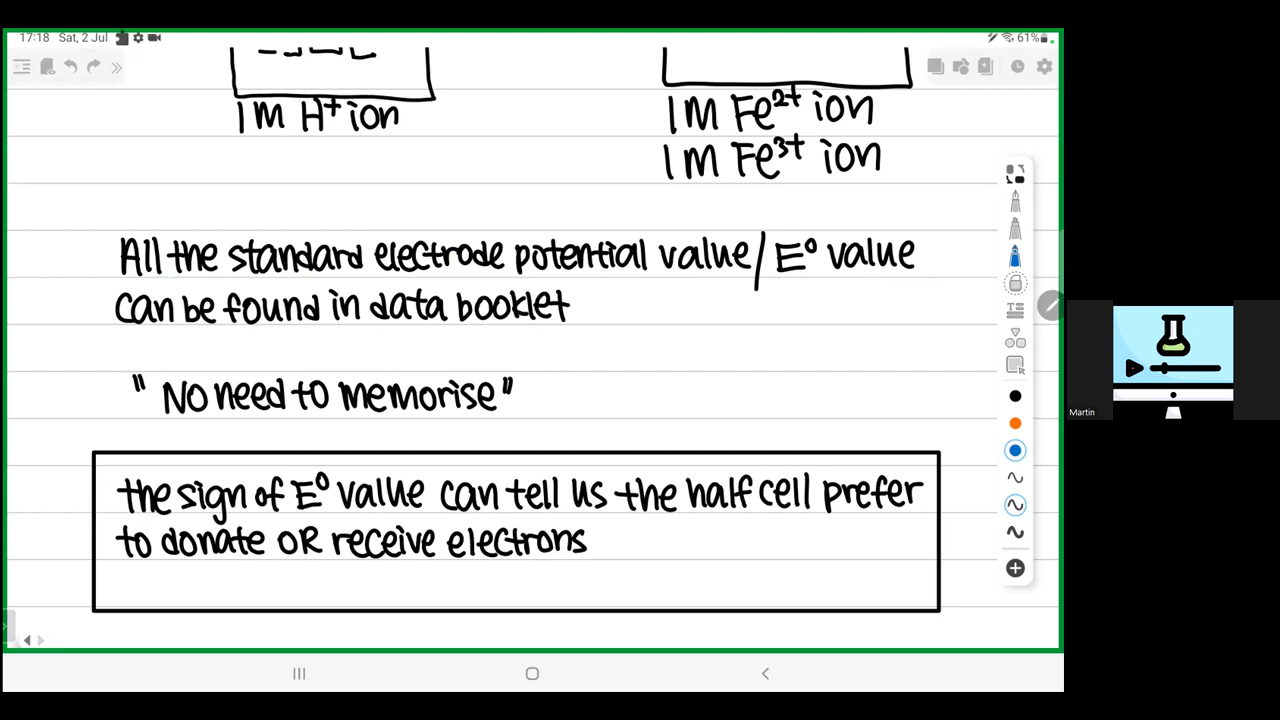 17:18 Sat, 2 Jul 61%
1M H⁺ ion
1M Fe²⁺ ion
1M Fe³⁺ ion
All the standard electrode potential value/E⁰ value
can be found in data booklet
" No need to memorise"
the sign of E⁰ value can tell us the half cell prefer
to donate OR receive electrons
Martin